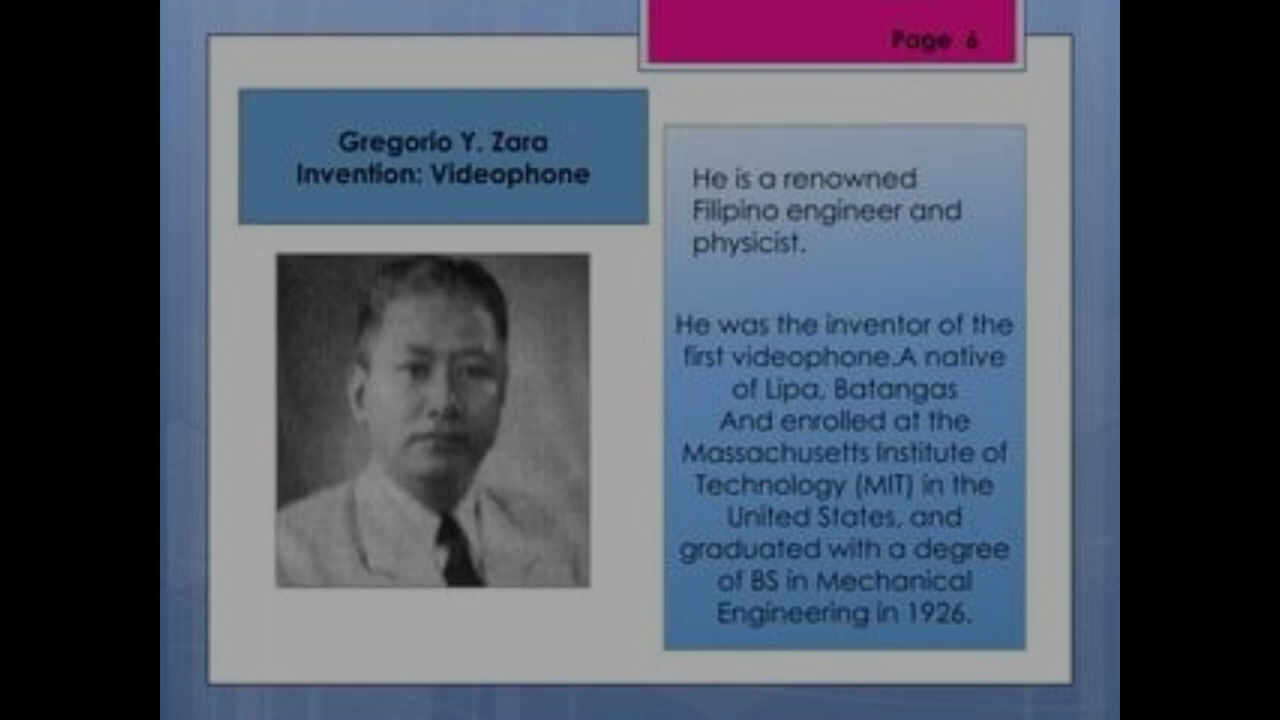 Page 6
Gregorio Y. Zara
Invention: Videophone
He is a renowned
Filipino engineer and
physicist.
He was the inventor of the
first videophone.A native
of Lipa, Batangas
And enrolled at the
Massachusetts Institute of
Technology (MIT) in the
United States, and
graduated with a degree
of BS in Mechanical
Engineering in 1926.